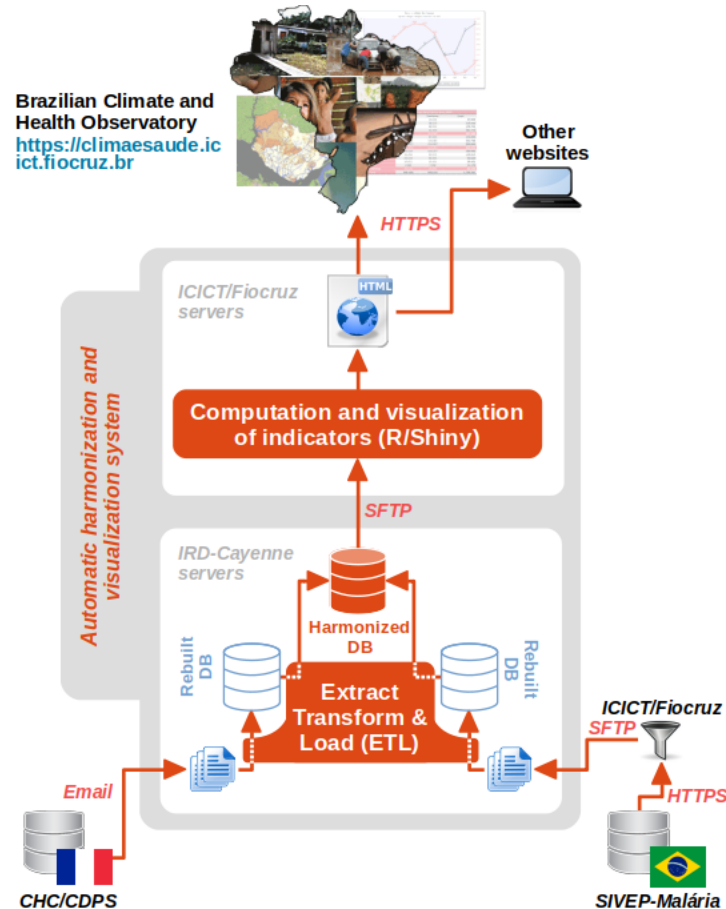 Brazilian Climate and
Health Observatory
https://climaesaude.ic
ict.fiocruz.br
Other
websites
HTTPS
ICICT/Fiocruz
servers
HTML
Automatic harmonization and
visualization system
Computation and visualization
of indicators (R/Shiny)
SFTP
IRD-Cayenne
servers
Harmonized
DB
Rebuilt
DB
Rebuilt
DB
Extract
Transform &
Load (ETL)
ICICT/Fiocruz
SFTP
Email
HTTPS
CHC/CDPS
SIVEP-Malária